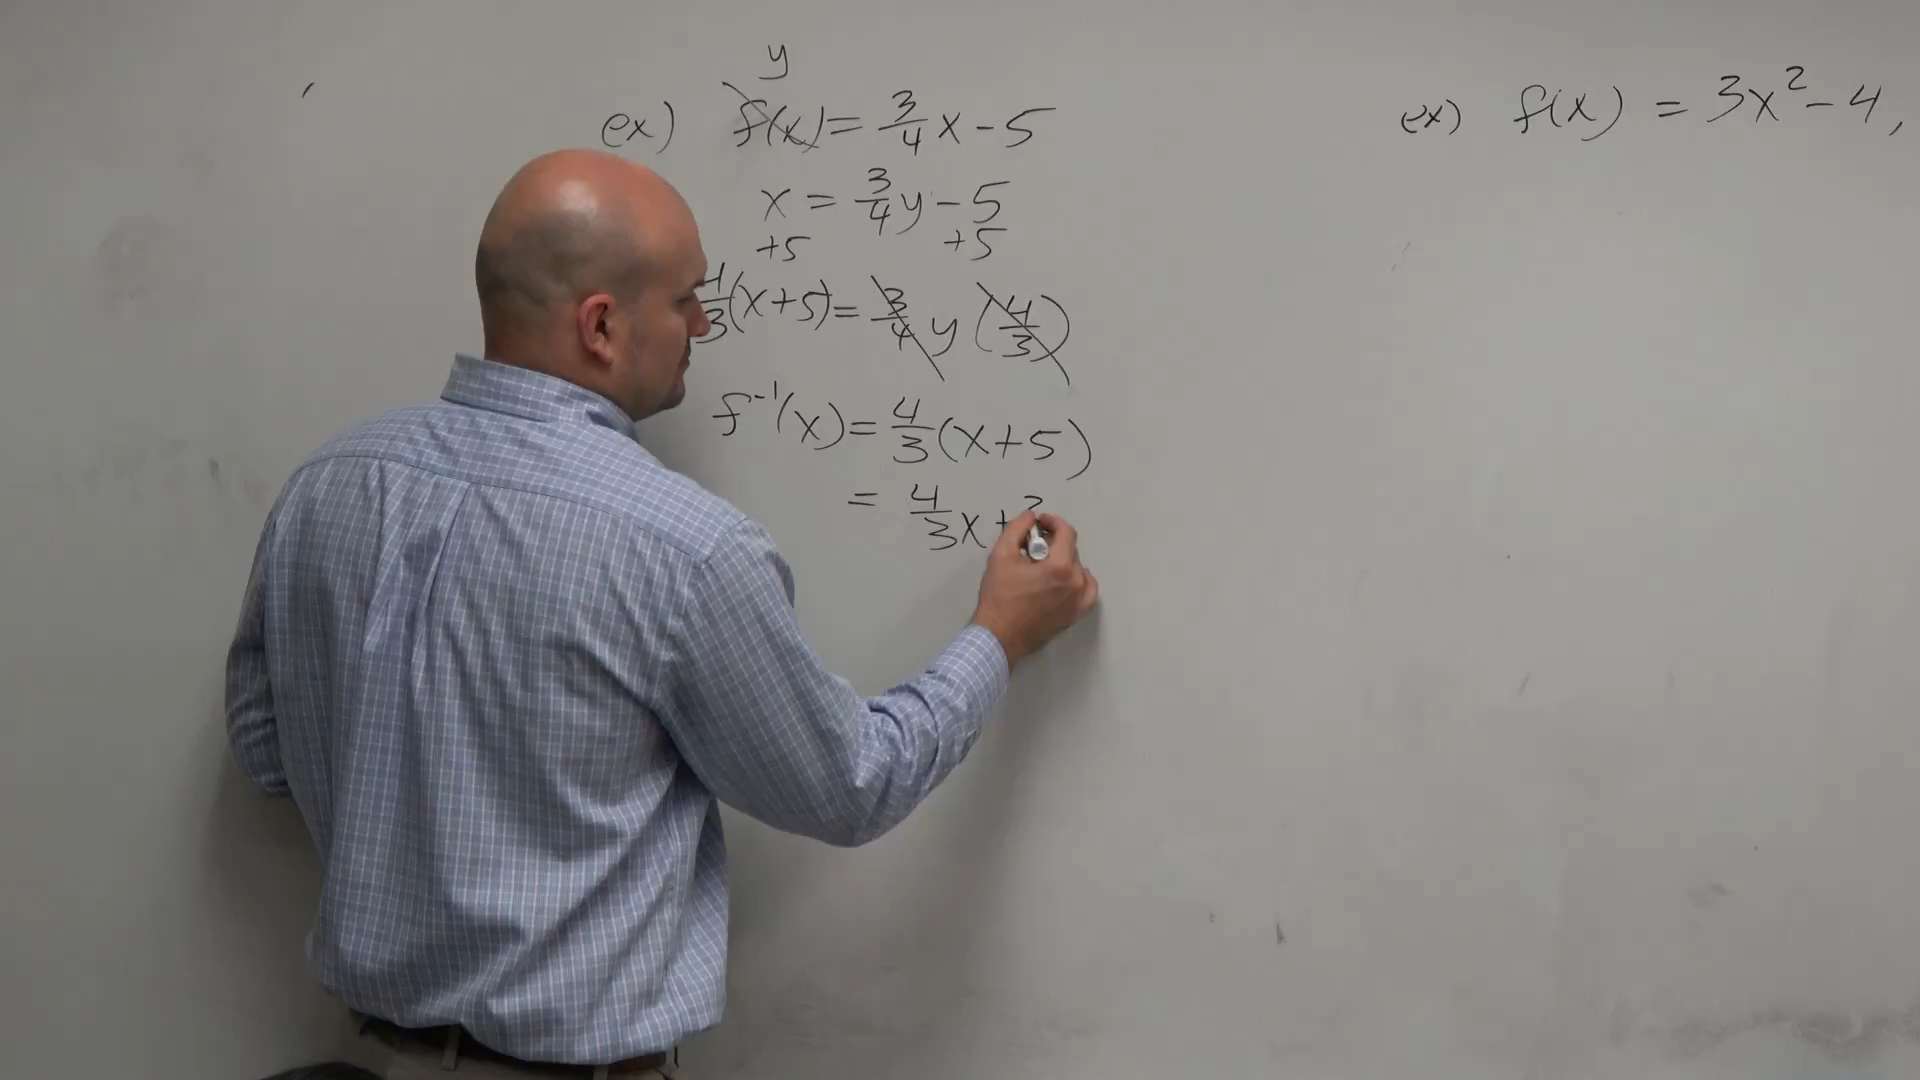 y
ex) f(x) = 3/4 x - 5
x = 3/4 y - 5
+5 +5
4/3 (x+5) = 3/4 y (4/3)
f⁻¹(x) = 4/3 (x+5)
= 4/3 x +
ex) f(x) = 3x² - 4,